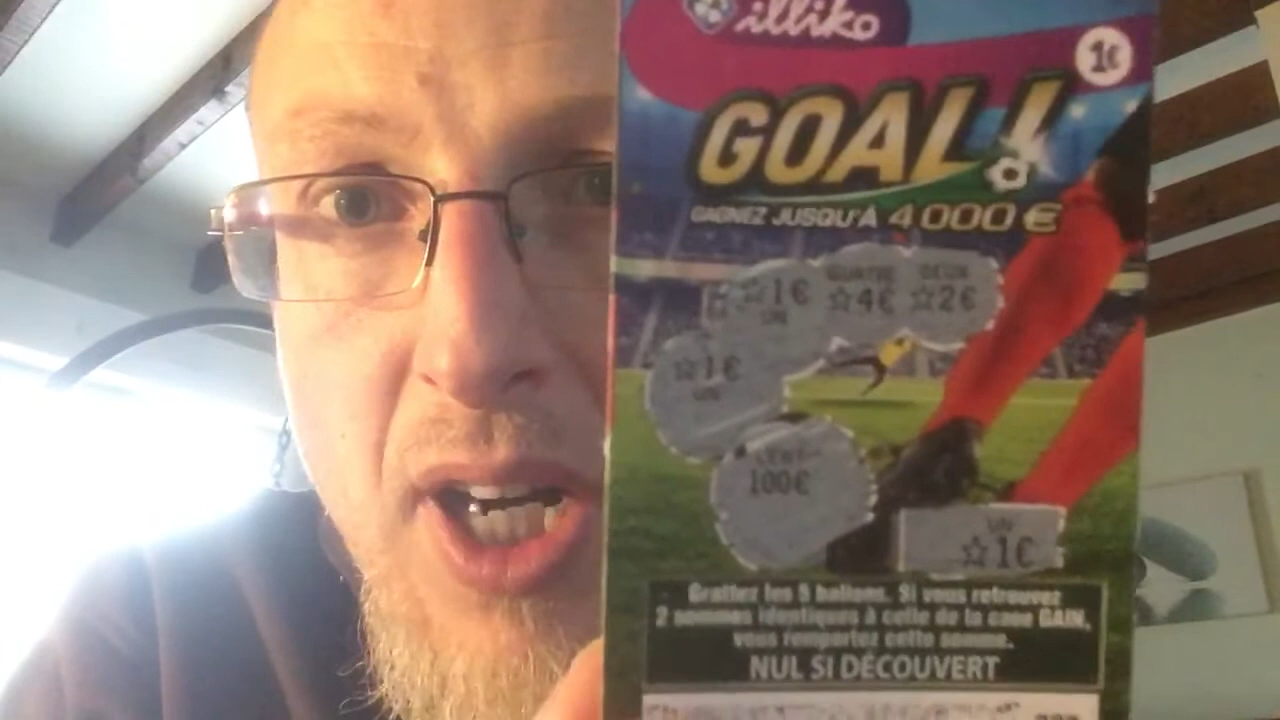 illiko
1€
GOAL!
GAGNEZ JUSQU'À 4 000 €
QUATRE DEUX
☆1€ ☆4€ ☆2€
UN
☆1€
UN
CENT
100€
UN
☆1€
Grattez les 5 ballons. Si vous retrouvez
2 sommes identiques à celle de la case GAIN,
vous remportez cette somme.
NUL SI DÉCOUVERT